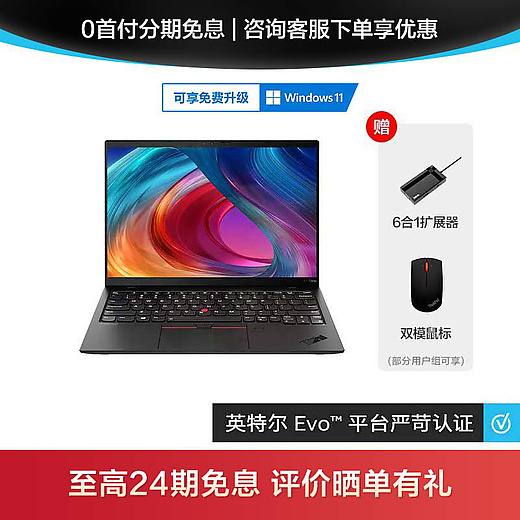 0首付分期免息 | 咨询客服下单享优惠
可享免费升级 Windows 11
赠
6合1扩展器
双模鼠标
(部分用户组可享)
英特尔 Evo™ 平台严苛认证
至高24期免息 评价晒单有礼